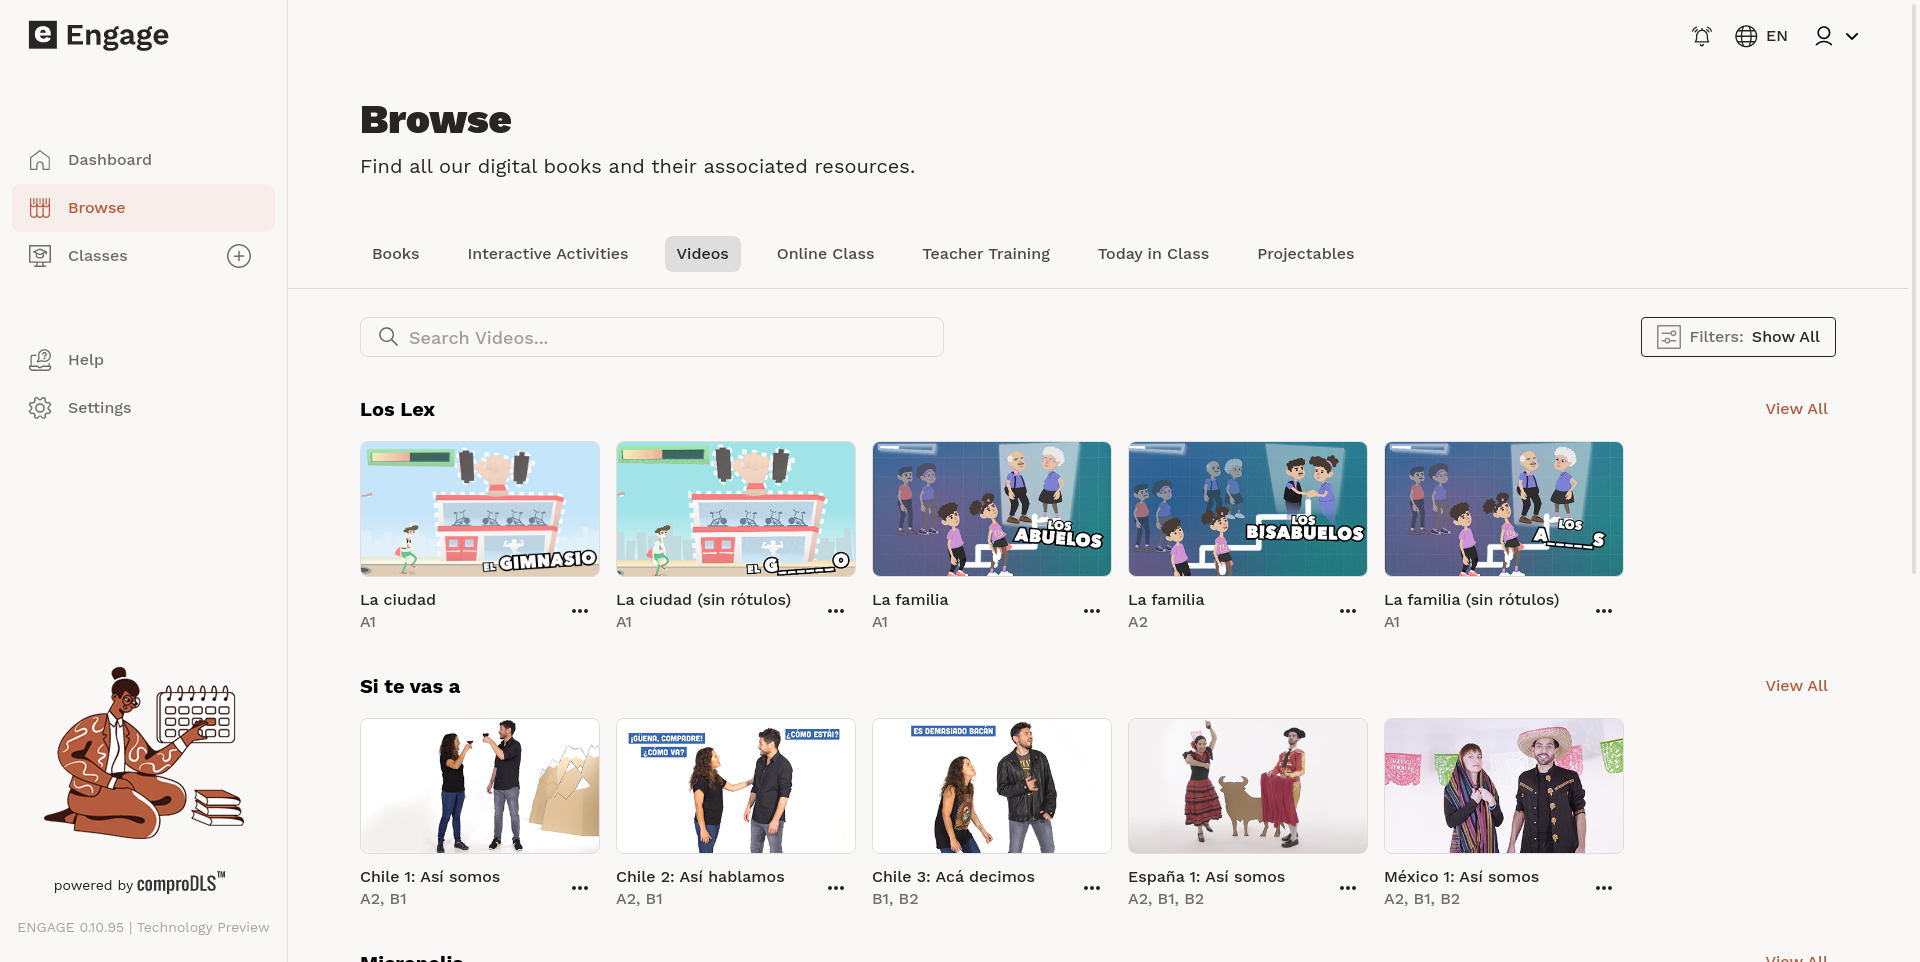 e Engage
EN
Dashboard
Browse
Classes
Help
Settings
powered by comproDLS™
ENGAGE 0.10.95 | Technology Preview
Browse
Find all our digital books and their associated resources.
Books
Interactive Activities
Videos
Online Class
Teacher Training
Today in Class
Projectables
Search Videos...
Filters: Show All
Los Lex
View All
EL GIMNASIO
EL G_____O
LOS
ABUELOS
LOS
BISABUELOS
LOS
A____S
La ciudad
A1
La ciudad (sin rótulos)
A1
La familia
A1
La familia
A2
La familia (sin rótulos)
A1
Si te vas a
View All
¡GÜENA, COMPADRE!
¿CÓMO VA?
¿CÓMO ESTÁI?
ES DEMASIADO BACÁN
Chile 1: Así somos
A2, B1
Chile 2: Así hablamos
A2, B1
Chile 3: Acá decimos
B1, B2
España 1: Así somos
A2, B1, B2
México 1: Así somos
A2, B1, B2
Micropolis
View All